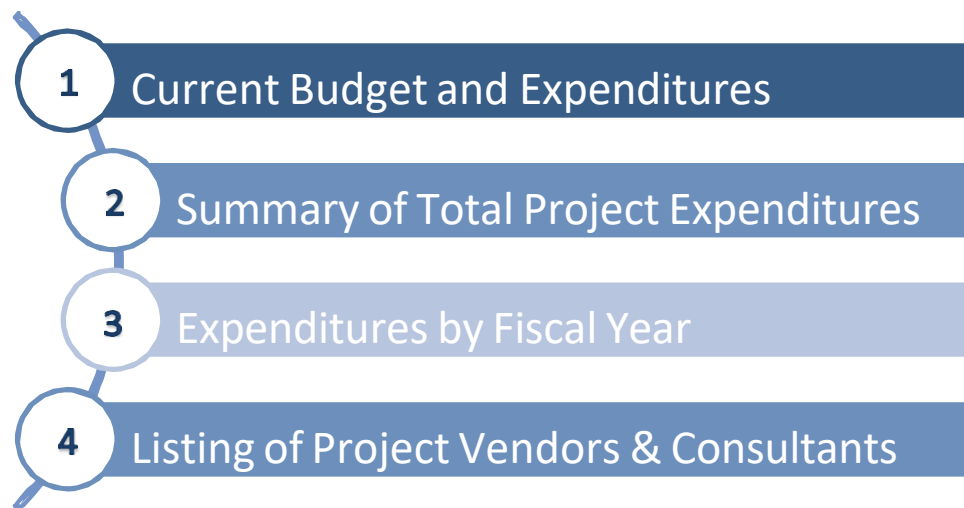 1 Current Budget and Expenditures
2 Summary of Total Project Expenditures
3 Expenditures by Fiscal Year
4 Listing of Project Vendors & Consultants